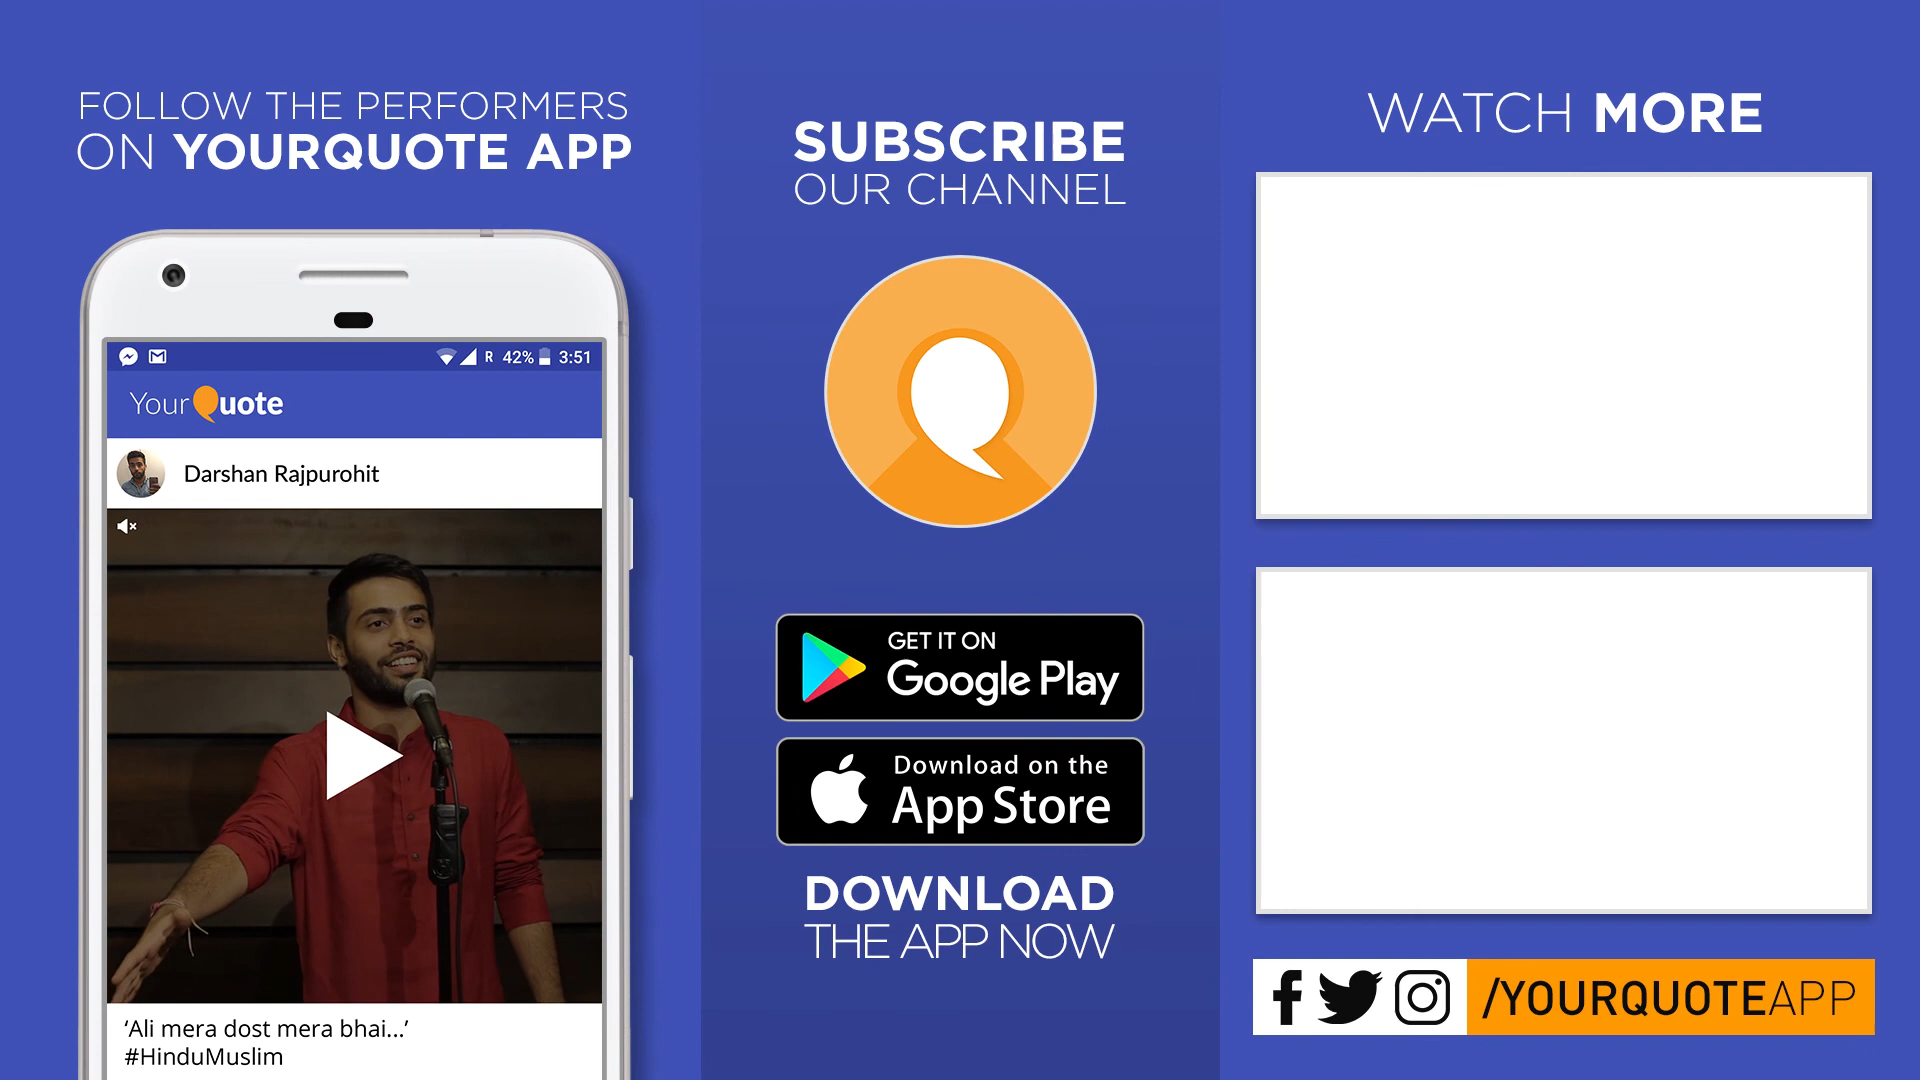 FOLLOW THE PERFORMERS
ON YOURQUOTE APP
R 42% 3:51
YourQuote
Darshan Rajpurohit
‘Ali mera dost mera bhai...’
#HinduMuslim
SUBSCRIBE
OUR CHANNEL
GET IT ON
Google Play
Download on the
App Store
DOWNLOAD
THE APP NOW
WATCH MORE
/YOURQUOTEAPP